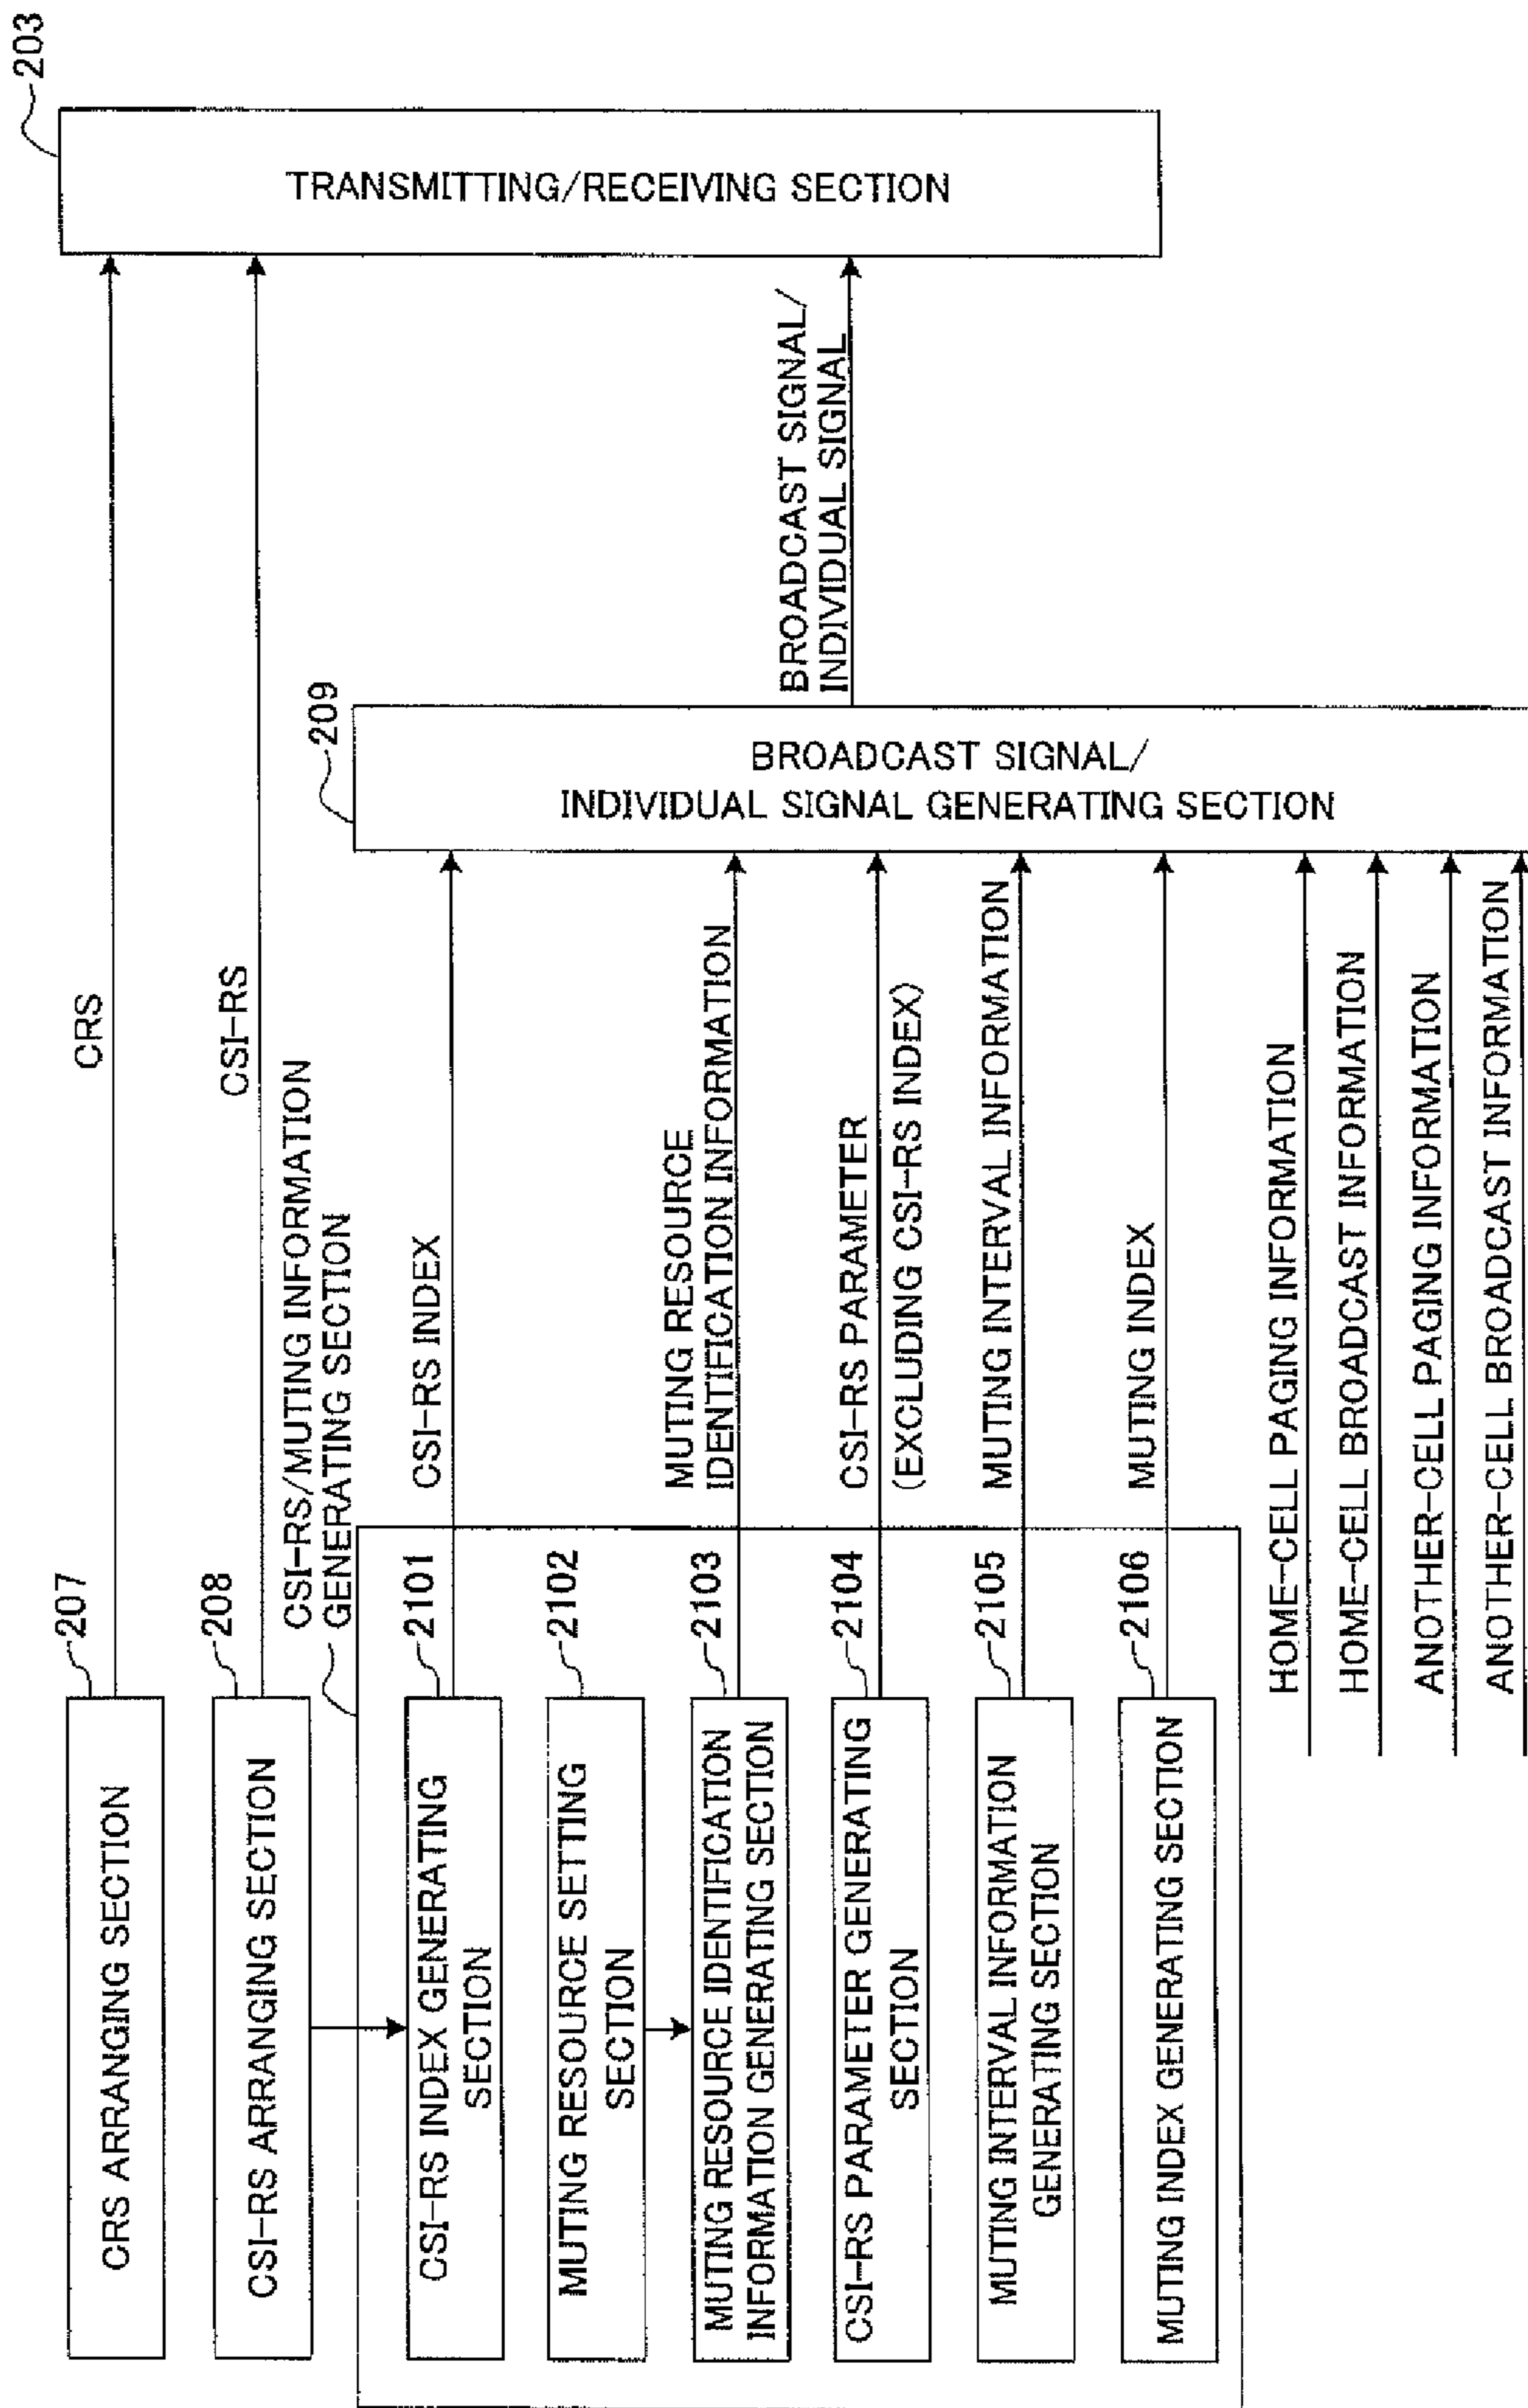 207
CRS ARRANGING SECTION
CRS
203
TRANSMITTING/RECEIVING SECTION
208
CSI-RS ARRANGING SECTION
CSI-RS
CSI-RS/MUTING INFORMATION
GENERATING SECTION
2101
CSI-RS INDEX GENERATING
SECTION
CSI-RS INDEX
209
BROADCAST SIGNAL/
INDIVIDUAL SIGNAL GENERATING SECTION
BROADCAST SIGNAL/
INDIVIDUAL SIGNAL
2102
MUTING RESOURCE SETTING
SECTION
2103
MUTING RESOURCE IDENTIFICATION
INFORMATION GENERATING SECTION
MUTING RESOURCE
IDENTIFICATION INFORMATION
2104
CSI-RS PARAMETER GENERATING
SECTION
CSI-RS PARAMETER
(EXCLUDING CSI-RS INDEX)
2105
MUTING INTERVAL INFORMATION
GENERATING SECTION
MUTING INTERVAL INFORMATION
2106
MUTING INDEX GENERATING SECTION
MUTING INDEX
HOME-CELL PAGING INFORMATION
HOME-CELL BROADCAST INFORMATION
ANOTHER-CELL PAGING INFORMATION
ANOTHER-CELL BROADCAST INFORMATION